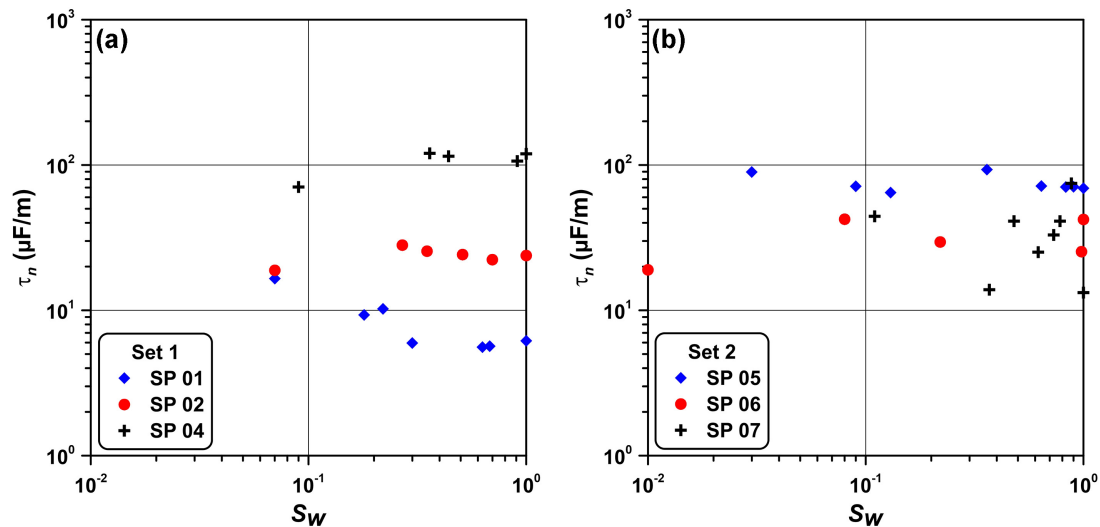 (a)
10³
10²
10¹
10⁰
τn (µF/m)
Set 1
SP 01
SP 02
SP 04
10⁻² 10⁻¹ 10⁰
Sw
(b)
10³
10²
10¹
10⁰
τn (µF/m)
Set 2
SP 05
SP 06
SP 07
10⁻² 10⁻¹ 10⁰
Sw